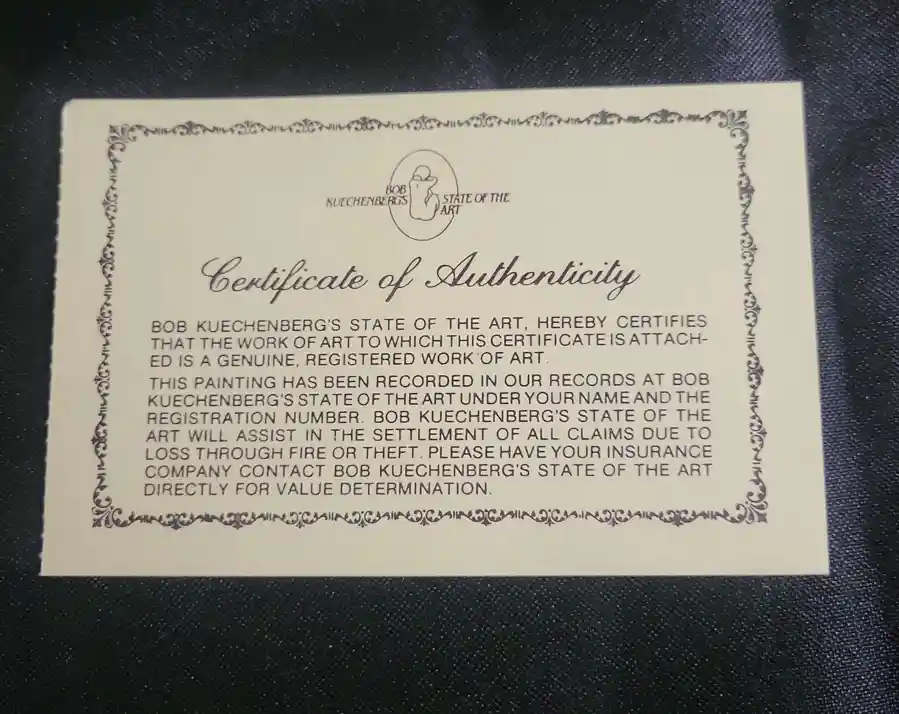 BOB
KUECHENBERG'S STATE OF THE
ART
Certificate of Authenticity
BOB KUECHENBERG'S STATE OF THE ART, HEREBY CERTIFIES
THAT THE WORK OF ART TO WHICH THIS CERTIFICATE IS ATTACH-
ED IS A GENUINE, REGISTERED WORK OF ART.
THIS PAINTING HAS BEEN RECORDED IN OUR RECORDS AT BOB
KUECHENBERG'S STATE OF THE ART UNDER YOUR NAME AND THE
REGISTRATION NUMBER. BOB KUECHENBERG'S STATE OF THE
ART WILL ASSIST IN THE SETTLEMENT OF ALL CLAIMS DUE TO
LOSS THROUGH FIRE OR THEFT. PLEASE HAVE YOUR INSURANCE
COMPANY CONTACT BOB KUECHENBERG'S STATE OF THE ART
DIRECTLY FOR VALUE DETERMINATION.